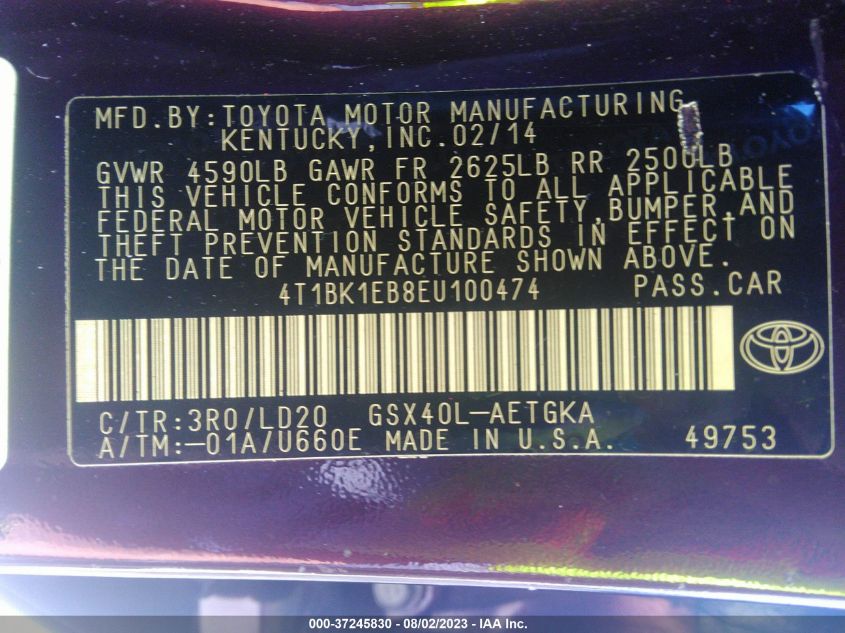 MFD.BY:TOYOTA MOTOR MANUFACTURING
KENTUCKY,INC.02/14
GVWR 4590LB GAWR FR 2625LB RR 2500LB
THIS VEHICLE CONFORMS TO ALL APPLICABLE
FEDERAL MOTOR VEHICLE SAFETY,BUMPER,AND
THEFT PREVENTION STANDARDS IN EFFECT ON
THE DATE OF MANUFACTURE SHOWN ABOVE.
4T1BK1EB8EU100474 PASS.CAR
C/TR:3R0/LD20 GSX40L-AETGKA
A/TM:-01A/U660E MADE IN U.S.A. 49753
000-37245830 - 08/02/2023 - IAA Inc.